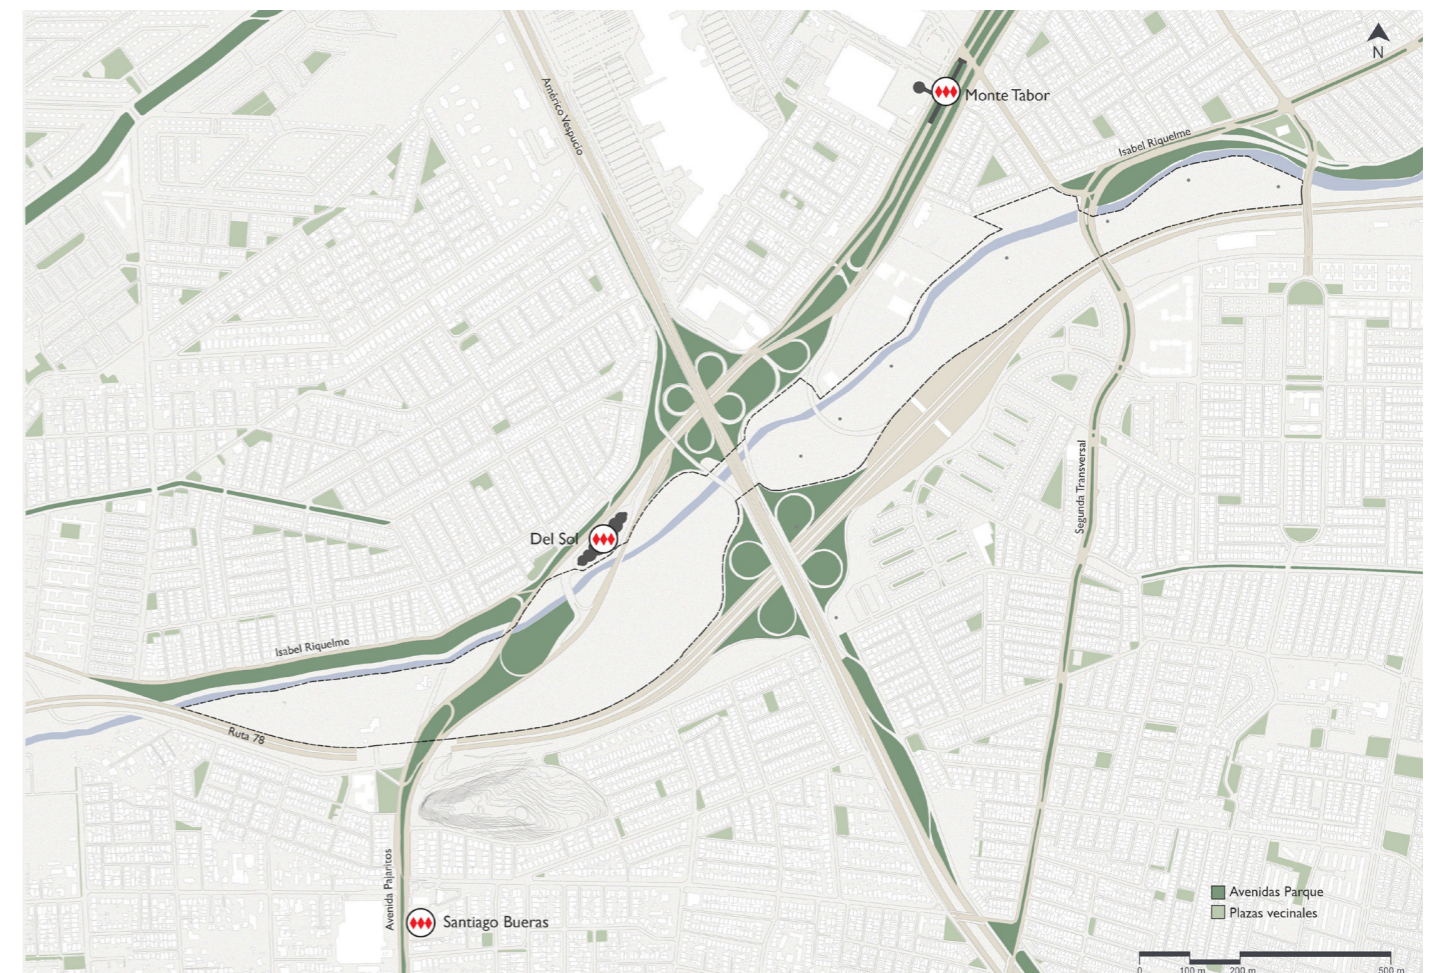 N
Américo Vespucio
Monte Tabor
Isabel Riquelme
Segunda Transversal
Del Sol
Isabel Riquelme
Ruta 78
Avenida Pajaritos
Santiago Bueras
Avenidas Parque
Plazas vecinales
0 100 m 200 m 500 m